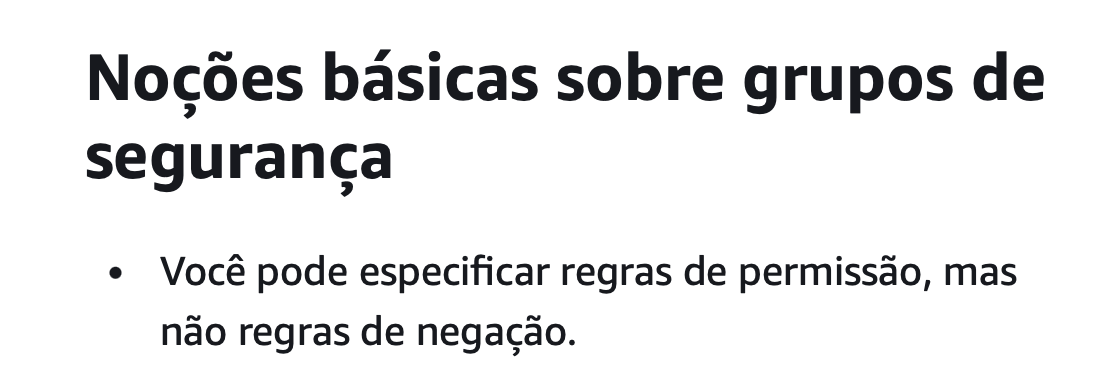 Noções básicas sobre grupos de
segurança
• Você pode especificar regras de permissão, mas
não regras de negação.